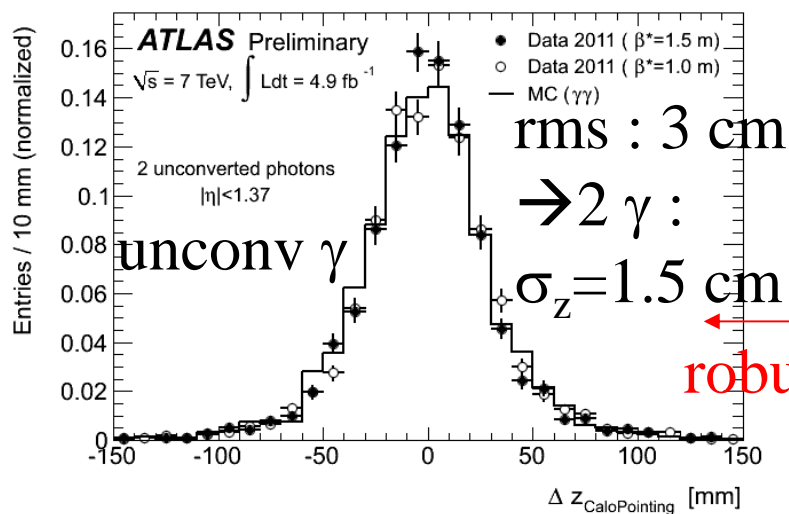 ATLAS Preliminary
√s = 7 TeV, ∫ Ldt = 4.9 fb⁻¹
Data 2011 ( β*=1.5 m)
Data 2011 ( β*=1.0 m)
MC (γγ)
2 unconverted photons
|η|<1.37
unconv γ
rms : 3 cm
→2 γ :
σz=1.5 cm
robu
Entries / 10 mm (normalized)
0.16
0.14
0.12
0.1
0.08
0.06
0.04
0.02
0
-150 -100 -50 0 50 100 150
Δ zCaloPointing [mm]